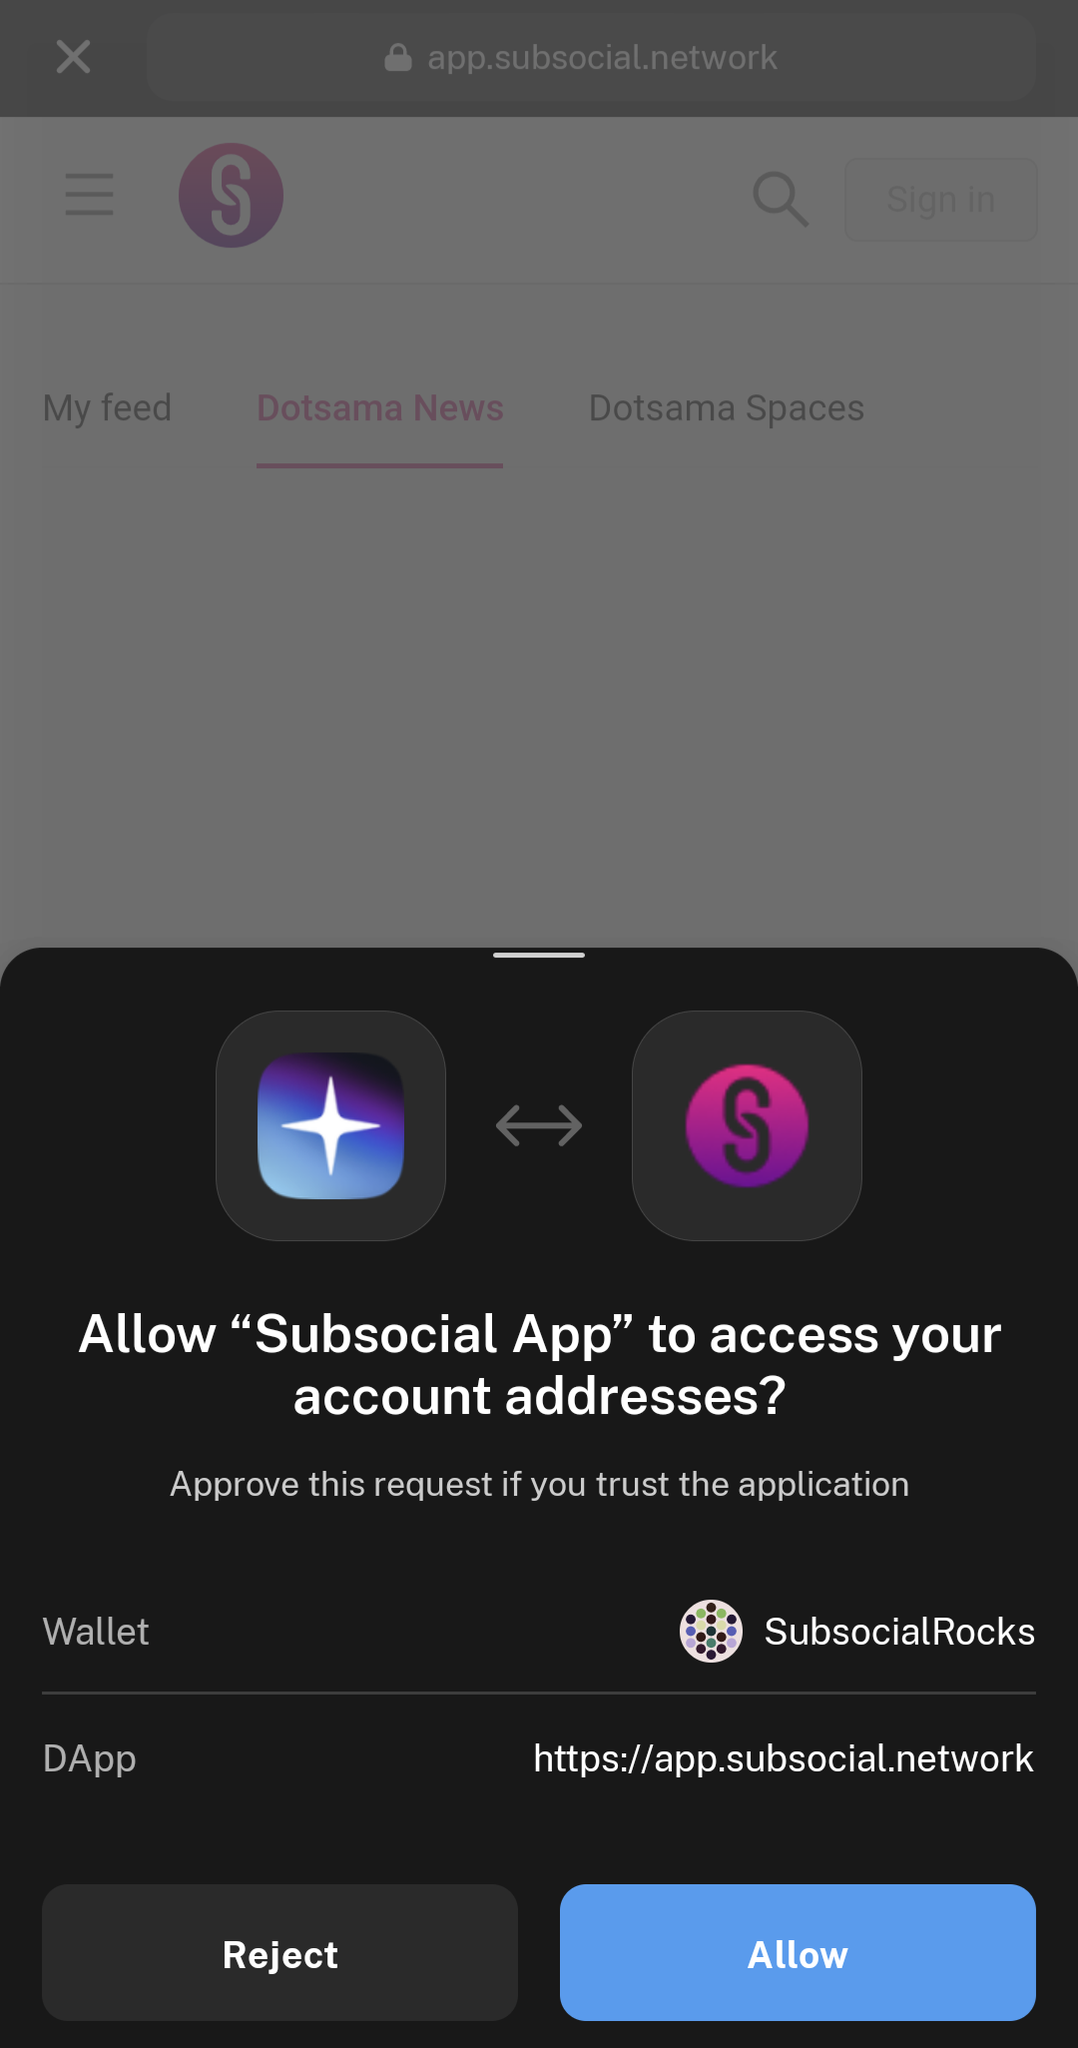 app.subsocial.network
Sign in
My feed Dotsama News Dotsama Spaces
Allow “Subsocial App” to access your
account addresses?
Approve this request if you trust the application
Wallet SubsocialRocks
DApp https://app.subsocial.network
Reject Allow